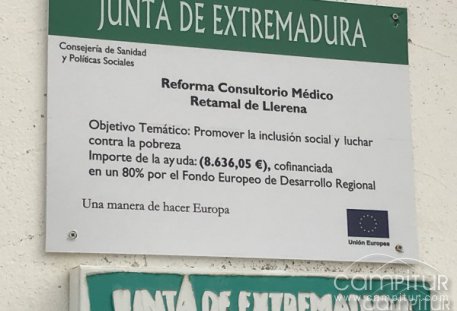 JUNTA DE EXTREMADURA
Consejería de Sanidad
y Políticas Sociales
Reforma Consultorio Médico
Retamal de Llerena
Objetivo Temático: Promover la inclusión social y luchar
contra la pobreza
Importe de la ayuda: (8.636,05 €), cofinanciada
en un 80% por el Fondo Europeo de Desarrollo Regional
Una manera de hacer Europa
Unión Europea
JUNTA DE EXTREMA
CAMPITUR
www.campitur.com